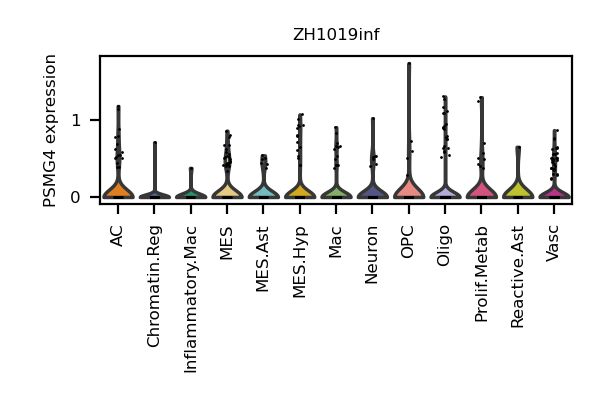 ZH1019inf
PSMG4 expression
1
0
AC
Chromatin.Reg
Inflammatory.Mac
MES
MES.Ast
MES.Hyp
Mac
Neuron
OPC
Oligo
Prolif.Metab
Reactive.Ast
Vasc